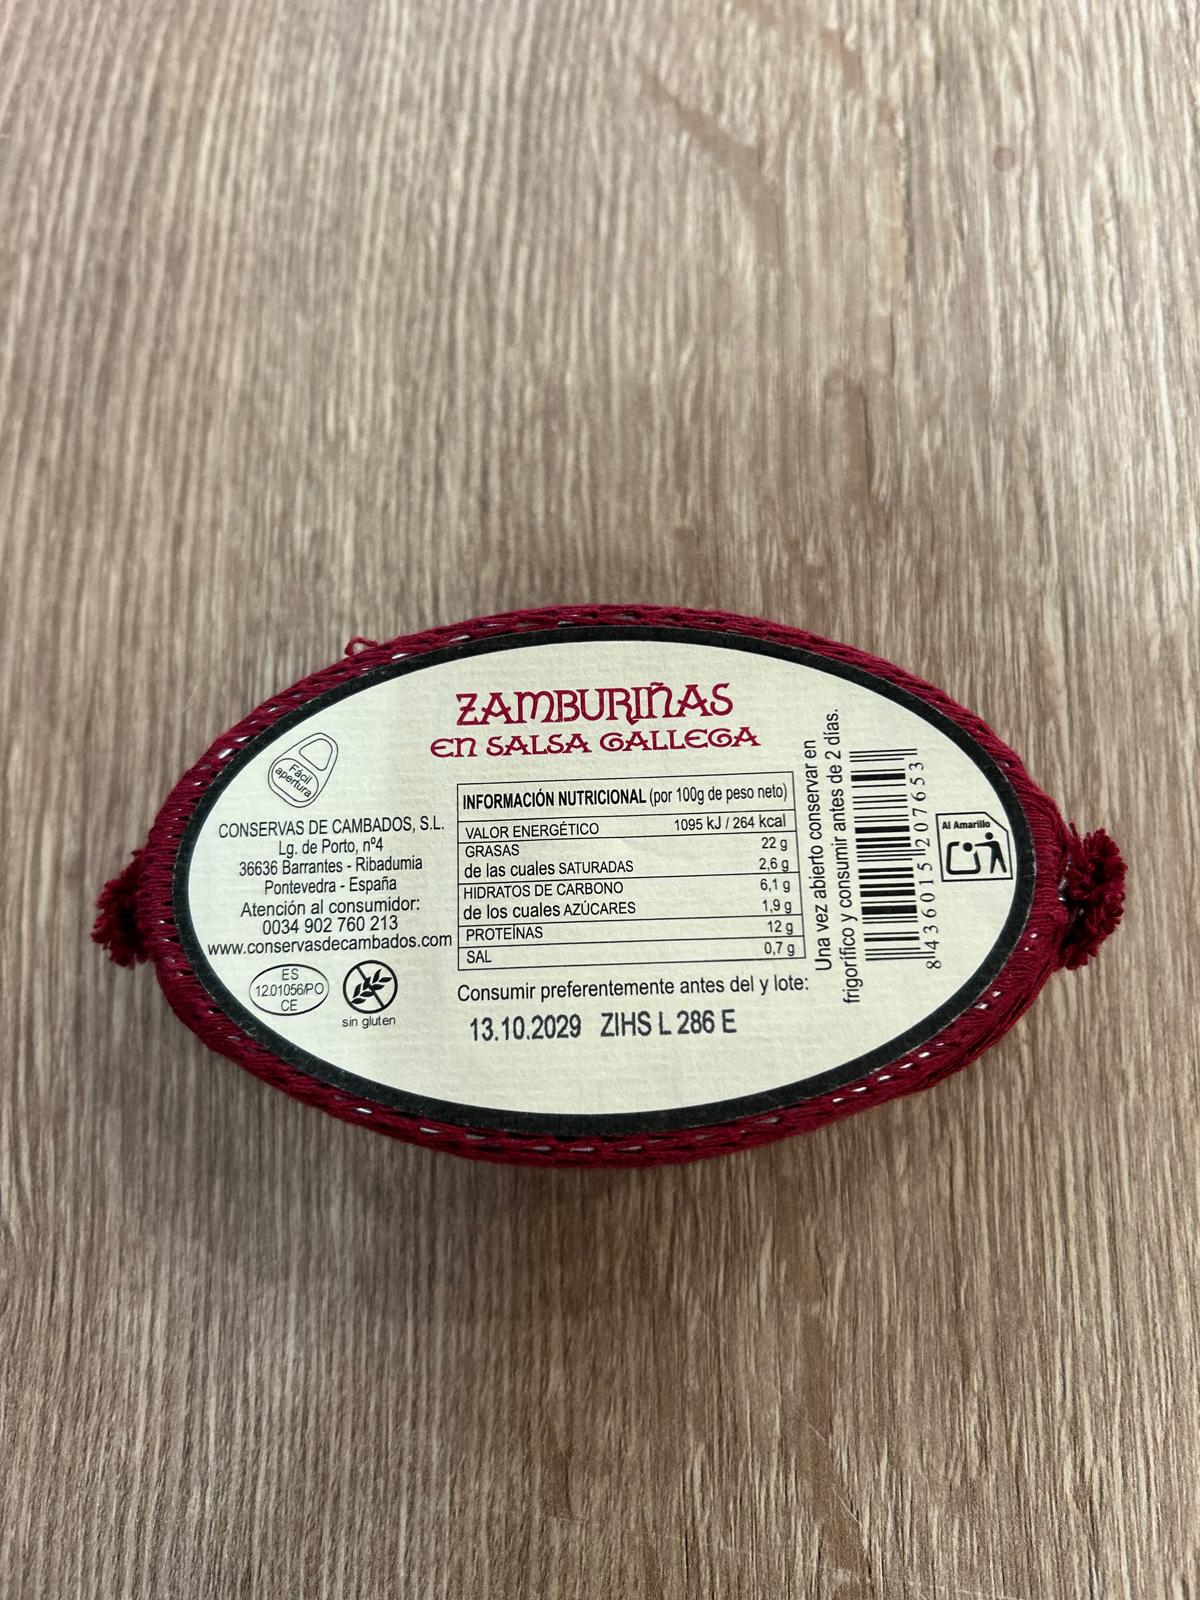 ZAMBURIÑAS
EN SALSA GALLEGA
Fácil
apertura
CONSERVAS DE CAMBADOS, S.L.
Lg. de Porto, nº4
36636 Barrantes - Ribadumia
Pontevedra - España
Atención al consumidor:
0034 902 760 213
www.conservasdecambados.com
ES
12.01056/PO
CE
sin gluten
INFORMACIÓN NUTRICIONAL (por 100g de peso neto)
VALOR ENERGÉTICO 1095 kJ / 264 kcal
GRASAS 22 g
de las cuales SATURADAS 2,6 g
HIDRATOS DE CARBONO 6,1 g
de los cuales AZÚCARES 1,9 g
PROTEÍNAS 12 g
SAL 0,7 g
Consumir preferentemente antes del y lote:
13.10.2029 ZIHS L 286 E
Una vez abierto conservar en
frigorífico y consumir antes de 2 días.
8 436015 207653
Al Amarillo